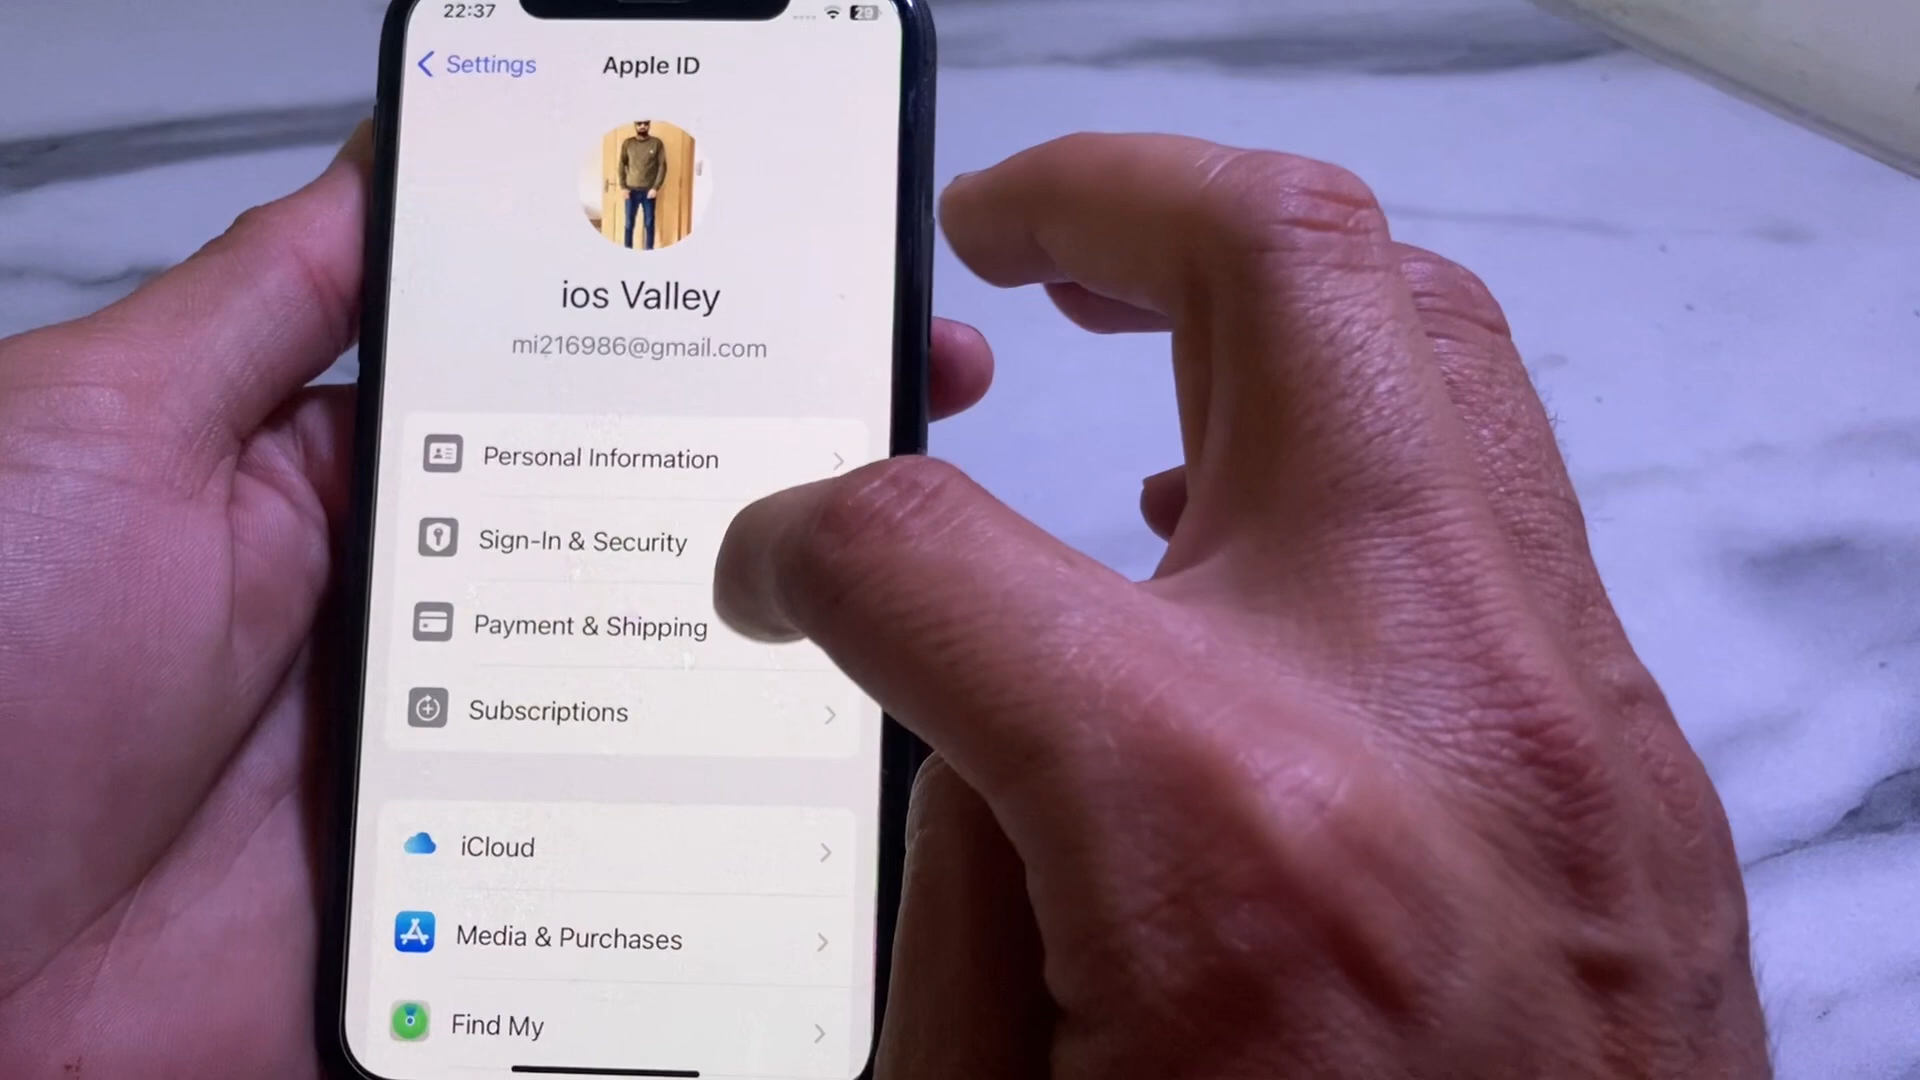 22:37
29
Settings
Apple ID
ios Valley
mi216986@gmail.com
Personal Information
Sign-In & Security
Payment & Shipping
Subscriptions
iCloud
Media & Purchases
Find My